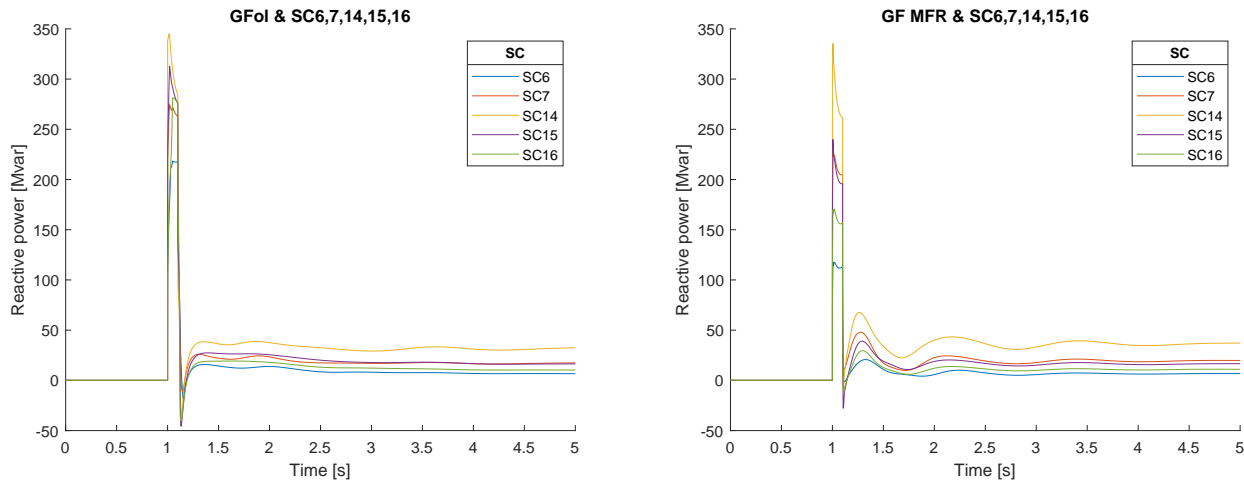 GFol & SC6,7,14,15,16
Reactive power [Mvar]
350
300
250
200
150
100
50
0
-50
0 0.5 1 1.5 2 2.5 3 3.5 4 4.5 5
Time [s]
SC
SC6
SC7
SC14
SC15
SC16
GF MFR & SC6,7,14,15,16
Reactive power [Mvar]
350
300
250
200
150
100
50
0
-50
0 0.5 1 1.5 2 2.5 3 3.5 4 4.5 5
Time [s]
SC
SC6
SC7
SC14
SC15
SC16